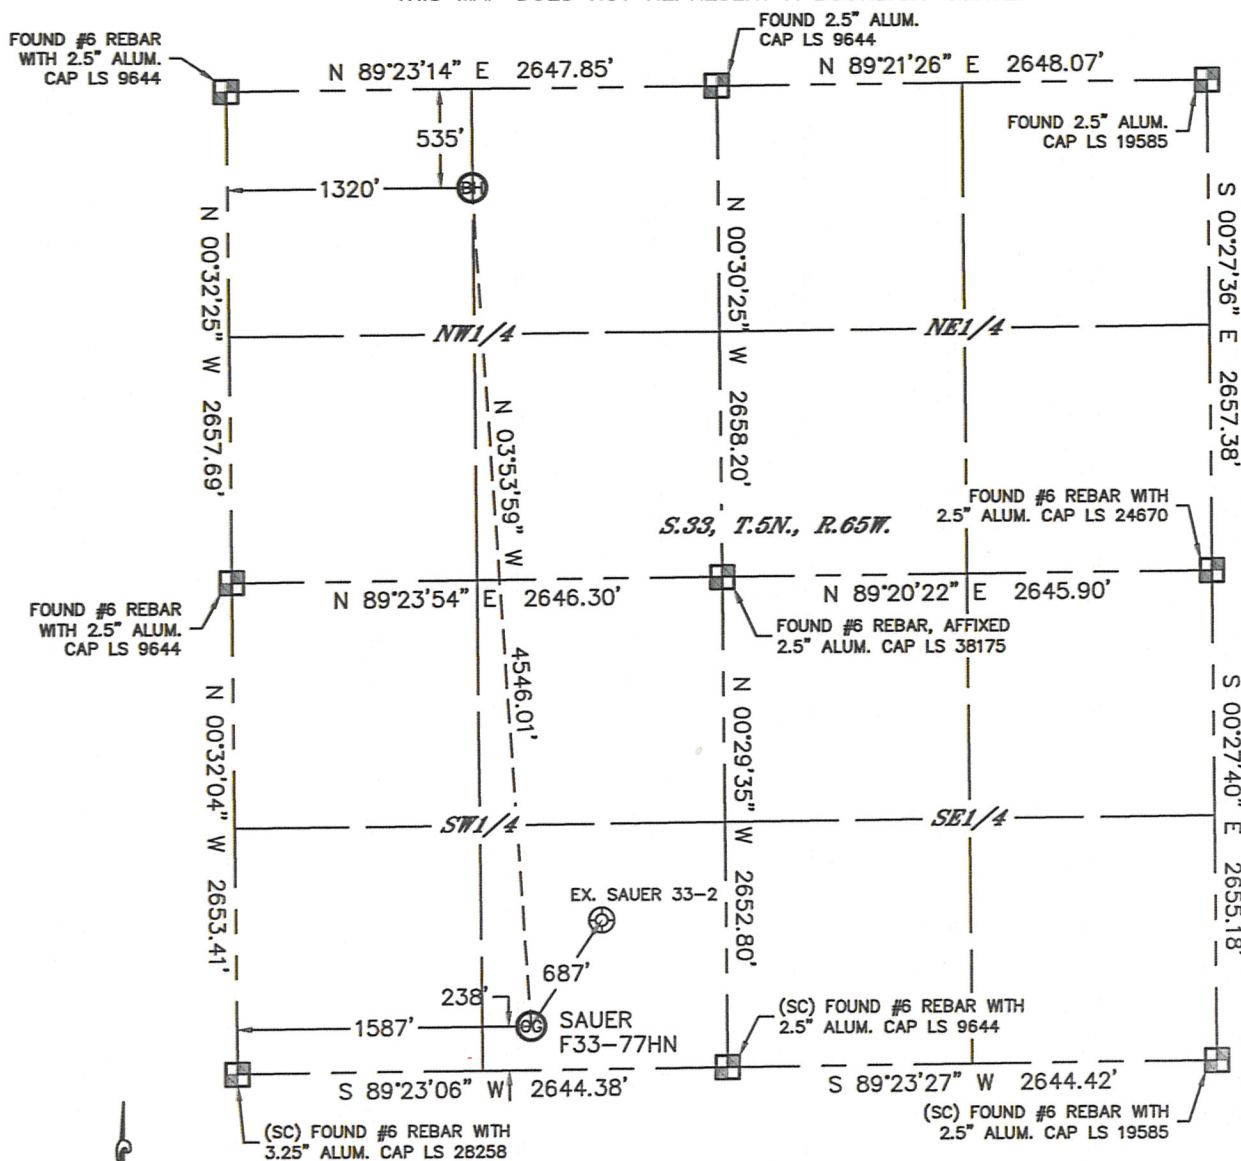 FOUND #6 REBAR
WITH 2.5" ALUM.
CAP LS 9644
N 89°23'14" E 2647.85'
FOUND 2.5" ALUM.
CAP LS 9644
N 89°21'26" E 2648.07'
FOUND 2.5" ALUM.
CAP LS 19585
535'
1320'
BH
N 00°32'25" W 2657.69'
N 00°30'25" W 2658.20'
S 00°27'36" E 2657.38'
NW1/4
NE1/4
N 03°53'59" W
4546.01'
S.33, T.5N., R.65W.
FOUND #6 REBAR WITH
2.5" ALUM. CAP LS 24670
FOUND #6 REBAR
WITH 2.5" ALUM.
CAP LS 9644
N 89°23'54" E 2646.30'
N 89°20'22" E 2645.90'
FOUND #6 REBAR, AFFIXED
2.5" ALUM. CAP LS 38175
N 00°32'04" W 2653.41'
N 00°29'35" W 2652.80'
S 00°27'40" E 2655.18'
SW1/4
SE1/4
EX. SAUER 33-2
687'
238'
1587'
OG
SAUER
F33-77HN
(SC) FOUND #6 REBAR WITH
2.5" ALUM. CAP LS 9644
S 89°23'06" W 2644.38'
S 89°23'27" W 2644.42'
(SC) FOUND #6 REBAR WITH
3.25" ALUM. CAP LS 28258
(SC) FOUND #6 REBAR WITH
2.5" ALUM. CAP LS 19585